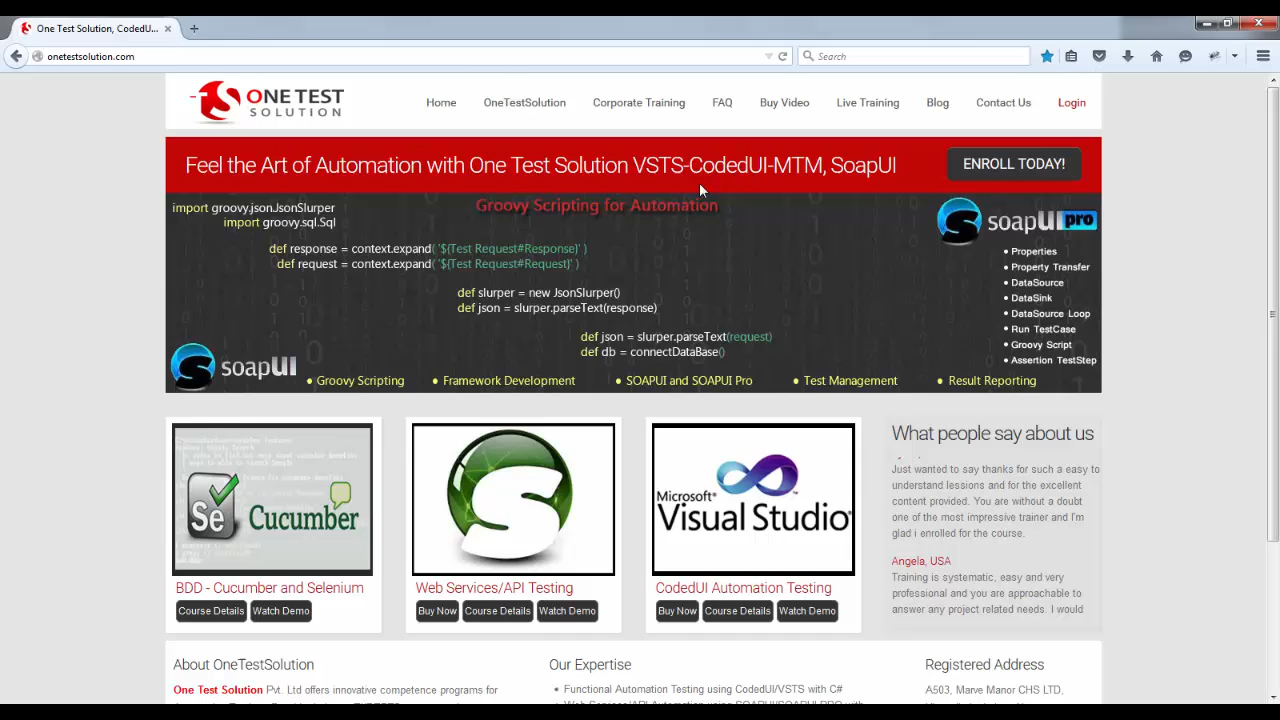 One Test Solution, CodedU...
onetestsolution.com
Search
ONE TEST
SOLUTION
Home OneTestSolution Corporate Training FAQ Buy Video Live Training Blog Contact Us Login
Feel the Art of Automation with One Test Solution VSTS-CodedUI-MTM, SoapUI
ENROLL TODAY!
Groovy Scripting for Automation
import groovy.jsonJsonSlurper
import groovy.sql.Sql
def response = context.expand( '${Test Request#Response}' )
def request = context.expand( '${Test Request#Request}' )
def slurper = new JsonSlurper()
def json = slurper.parseText(response)
def json = slurper.parseText(request)
def db = connectDataBase()
soapUI pro
• Properties
• Property Transfer
• DataSource
• DataSink
• DataSource Loop
• Run TestCase
• Groovy Script
• Assertion TestStep
soapUI
• Groovy Scripting • Framework Development • SOAPUI and SOAPUI Pro • Test Management • Result Reporting
Se Cucumber
BDD - Cucumber and Selenium
Course Details Watch Demo
S
Web Services/API Testing
Buy Now Course Details Watch Demo
Microsoft®
Visual Studio
CodedUI Automation Testing
Buy Now Course Details Watch Demo
What people say about us
Just wanted to say thanks for such a easy to
understand lessions and for the excellent
content provided. You are without a doubt
one of the most impressive trainer and I'm
glad i enrolled for the course.
Angela, USA
Training is systematic, easy and very
professional and you are approachable to
answer any project related needs. I would
About OneTestSolution
One Test Solution Pvt. Ltd offers innovative competence programs for
Our Expertise
• Functional Automation Testing using CodedUI/VSTS with C#
Registered Address
A503, Marve Manor CHS LTD,